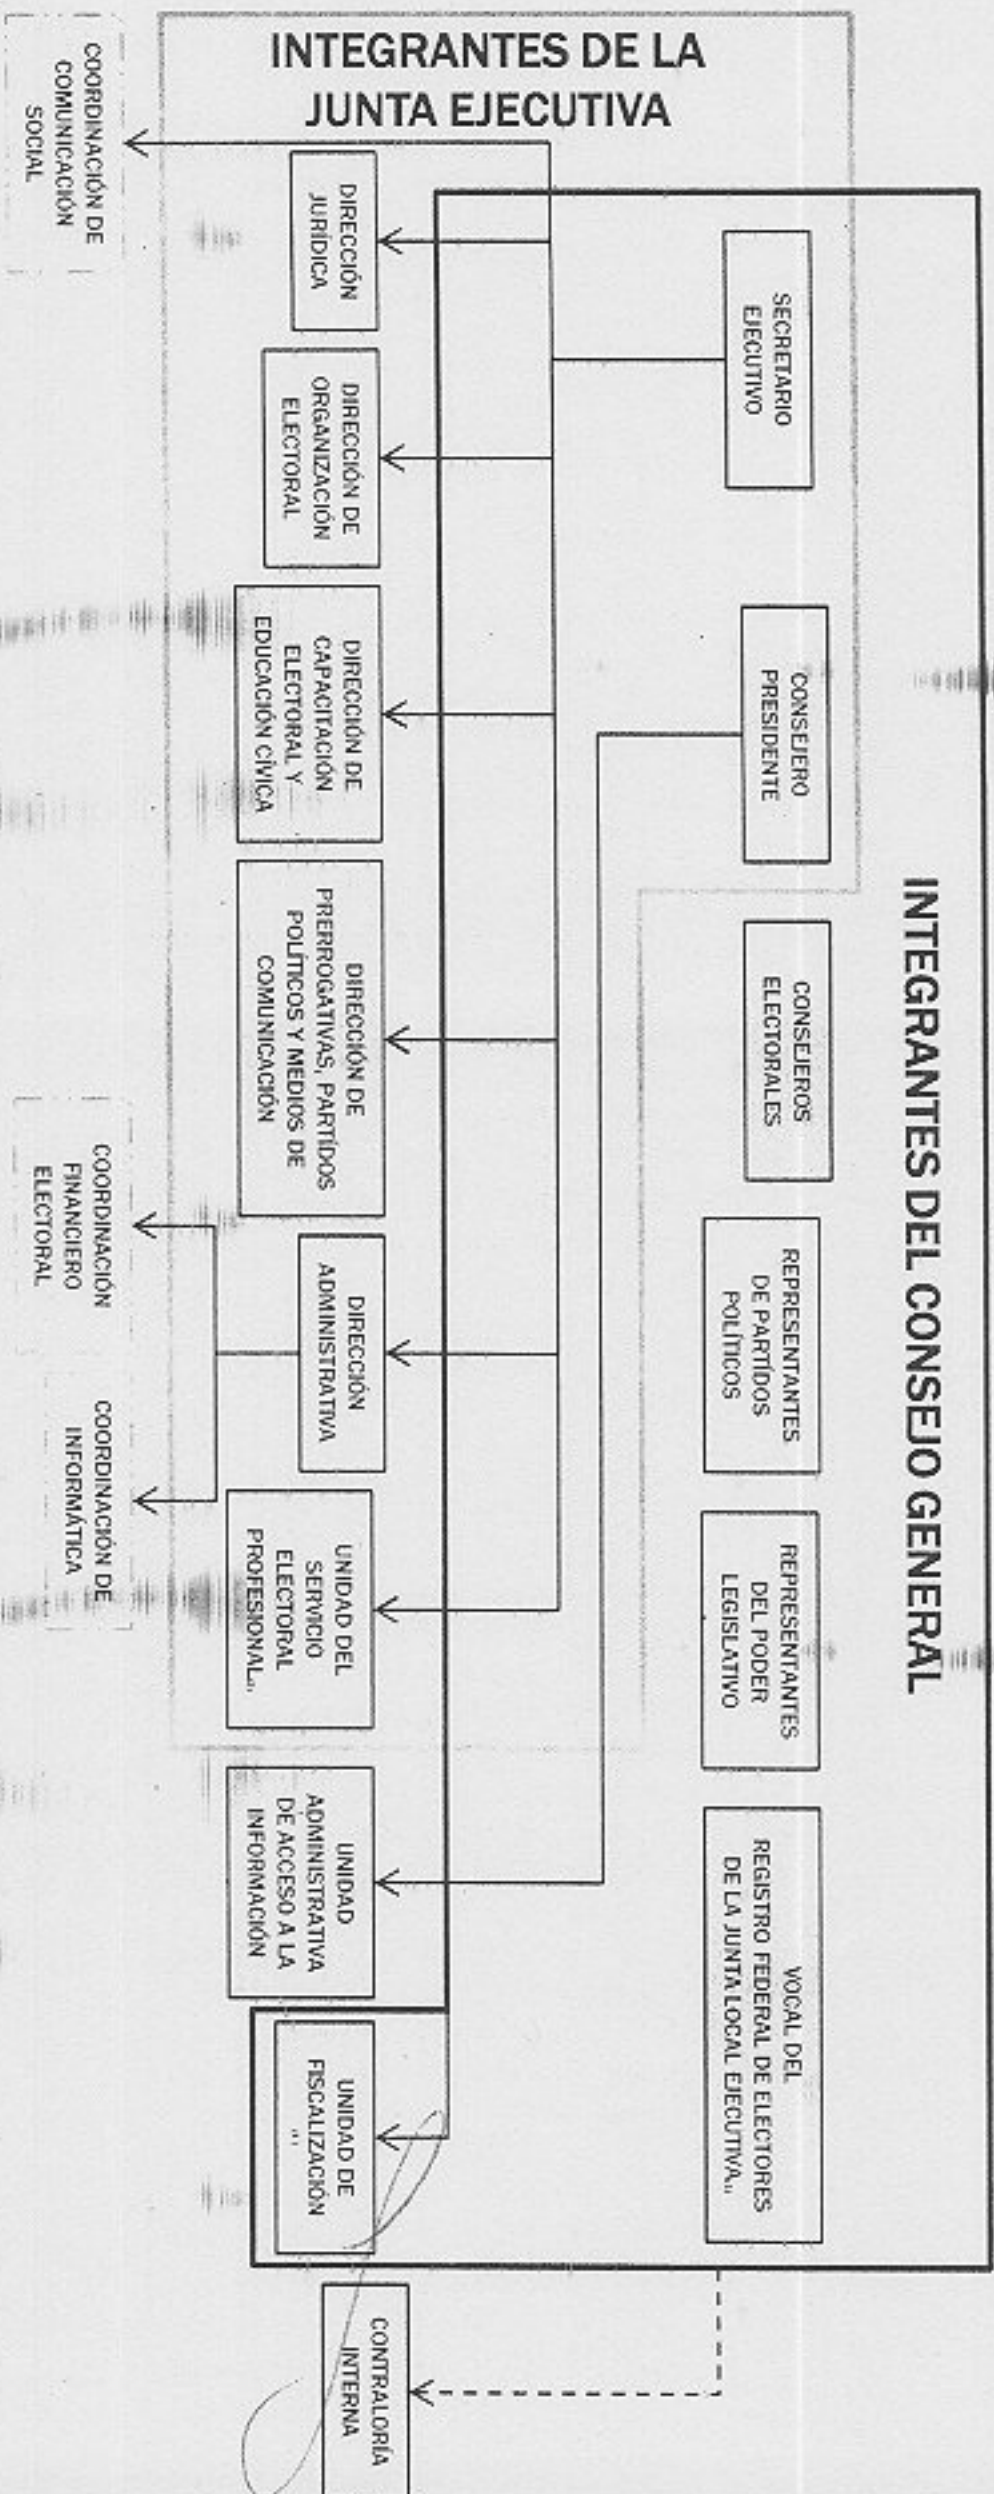 INTEGRANTES DE LA
JUNTA EJECUTIVA
INTEGRANTES DEL CONSEJO GENERAL
SECRETARIO
EJECUTIVO
CONSEJERO
PRESIDENTE
CONSEJEROS
ELECTORALES
REPRESENTANTES
DE PARTÍDOS
POLÍTICOS
REPRESENTANTES
DEL PODER
LEGISLATIVO
VOCAL DEL
REGISTRO FEDERAL DE ELECTORES
DE LA JUNTA LOCAL EJECUTIVA..
DIRECCIÓN
JURÍDICA
DIRECCIÓN DE
ORGANIZACIÓN
ELECTORAL
DIRECCIÓN DE
CAPACITACIÓN
ELECTORAL Y
EDUCACIÓN CÍVICA
DIRECCIÓN DE
PRERROGATIVAS, PARTÍDOS
POLÍTICOS Y MEDIOS DE
COMUNICACIÓN
DIRECCIÓN
ADMINISTRATIVA
UNIDAD DEL
SERVICIO
ELECTORAL
PROFESIONAL..
UNIDAD
ADMINISTRATIVA
DE ACCESO A LA
INFORMACIÓN
UNIDAD DE
FISCALIZACIÓN
CONTRALORÍA
INTERNA
COORDINACIÓN DE
COMUNICACIÓN
SOCIAL
COORDINACIÓN
FINANCIERO
ELECTORAL
COORDINACIÓN DE
INFORMÁTICA